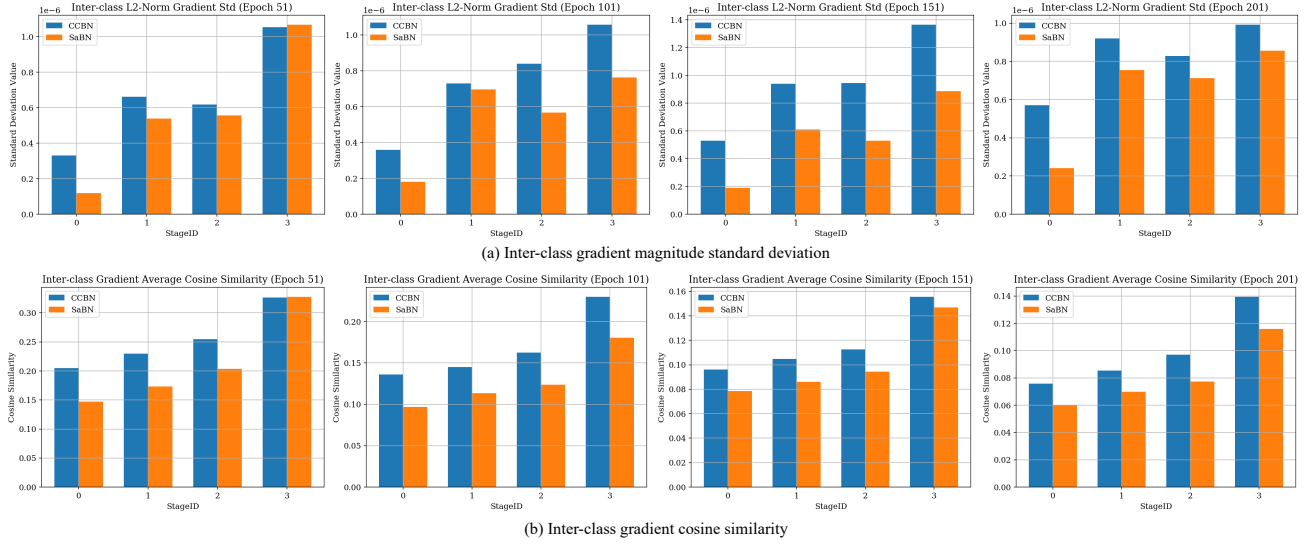 Inter-class L2-Norm Gradient Std (Epoch 51)
1e−6
CCBN
SaBN
Standard Deviation Value
1.0
0.8
0.6
0.4
0.2
0.0
0 1 2 3
StageID
Inter-class L2-Norm Gradient Std (Epoch 101)
1e−6
CCBN
SaBN
Standard Deviation Value
1.0
0.8
0.6
0.4
0.2
0.0
0 1 2 3
StageID
Inter-class L2-Norm Gradient Std (Epoch 151)
1e−6
CCBN
SaBN
Standard Deviation Value
1.4
1.2
1.0
0.8
0.6
0.4
0.2
0.0
0 1 2 3
StageID
Inter-class L2-Norm Gradient Std (Epoch 201)
1e−6
CCBN
SaBN
Standard Deviation Value
1.0
0.8
0.6
0.4
0.2
0.0
0 1 2 3
StageID
(a) Inter-class gradient magnitude standard deviation
Inter-class Gradient Average Cosine Similarity (Epoch 51)
CCBN
SaBN
Cosine Similarity
0.30
0.25
0.20
0.15
0.10
0.05
0.00
0 1 2 3
StageID
Inter-class Gradient Average Cosine Similarity (Epoch 101)
CCBN
SaBN
Cosine Similarity
0.20
0.15
0.10
0.05
0.00
0 1 2 3
StageID
Inter-class Gradient Average Cosine Similarity (Epoch 151)
CCBN
SaBN
Cosine Similarity
0.16
0.14
0.12
0.10
0.08
0.06
0.04
0.02
0.00
0 1 2 3
StageID
Inter-class Gradient Average Cosine Similarity (Epoch 201)
CCBN
SaBN
Cosine Similarity
0.14
0.12
0.10
0.08
0.06
0.04
0.02
0.00
0 1 2 3
StageID
(b) Inter-class gradient cosine similarity